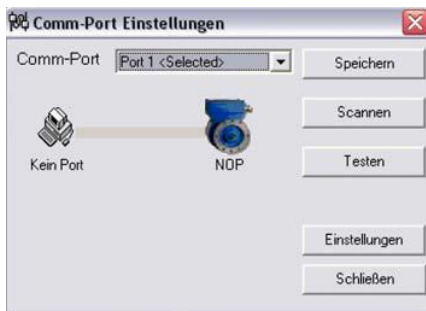 Comm-Port Einstellungen
Comm-Port
Port 1 <Selected>
Speichern
Scannen
Kein Port
NOP
Testen
Einstellungen
Schließen